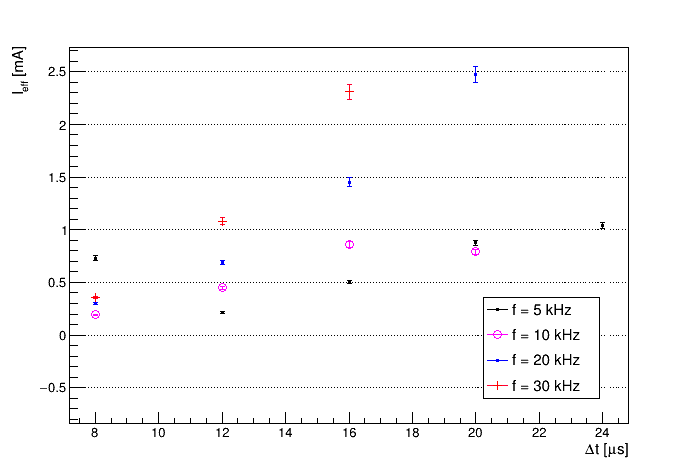 I_eff [mA]
2.5
2
1.5
1
0.5
0
−0.5
8 10 12 14 16 18 20 22 24
Δt [μs]
f = 5 kHz
f = 10 kHz
f = 20 kHz
f = 30 kHz